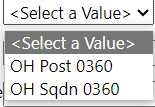 <Select a Value>
<Select a Value>
OH Post 0360
OH Sqdn 0360